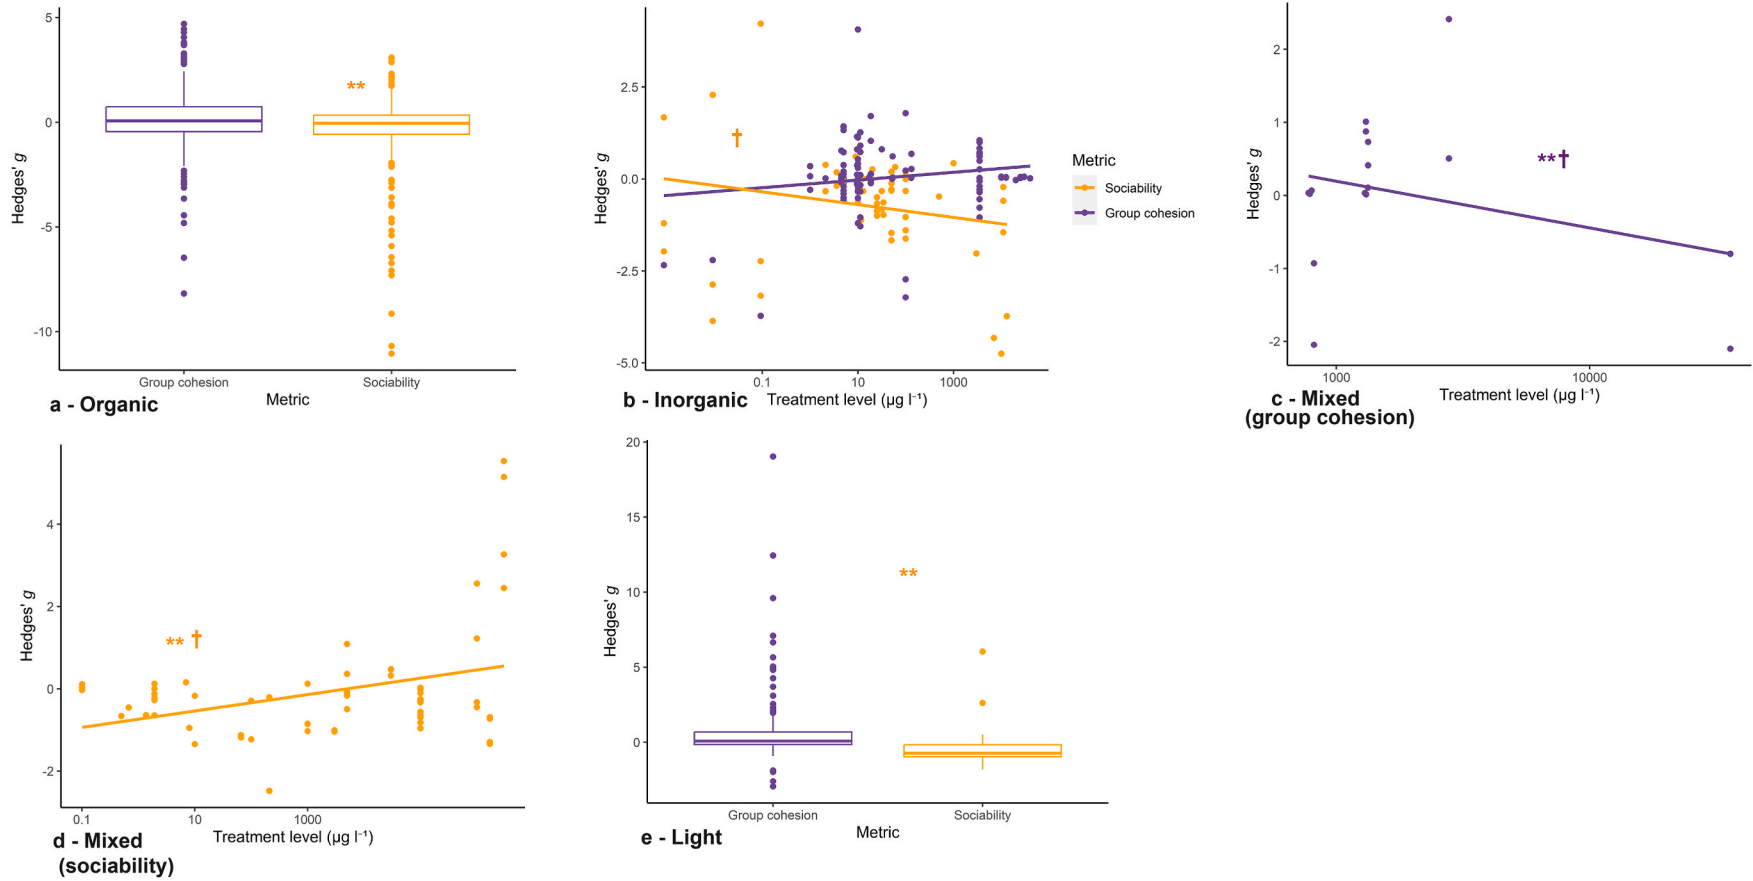 5
0
-5
-10
Hedges' g
**
Group cohesion
Sociability
Metric
a - Organic
2.5
0.0
-2.5
-5.0
Hedges' g
†
0.1
10
1000
Treatment level (µg l⁻¹)
b - Inorganic
Metric
Sociability
Group cohesion
2
1
0
-1
-2
Hedges' g
**†
1000
10000
Treatment level (µg l⁻¹)
c - Mixed
(group cohesion)
4
2
0
-2
Hedges' g
** †
0.1
10
1000
Treatment level (µg l⁻¹)
d - Mixed
(sociability)
20
15
10
5
0
Hedges' g
**
Group cohesion
Sociability
Metric
e - Light